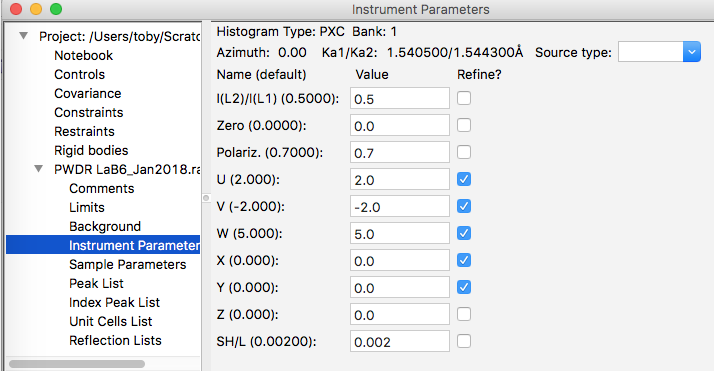 Instrument Parameters
Project: /Users/toby/Scratc
Notebook
Controls
Covariance
Constraints
Restraints
Rigid bodies
PWDR LaB6_Jan2018.ra
Comments
Limits
Background
Instrument Parameter
Sample Parameters
Peak List
Index Peak List
Unit Cells List
Reflection Lists
Histogram Type: PXC Bank: 1
Azimuth: 0.00 Ka1/Ka2: 1.540500/1.544300Å Source type:
Name (default) Value Refine?
I(L2)/I(L1) (0.5000): 0.5
Zero (0.0000): 0.0
Polariz. (0.7000): 0.7
U (2.000): 2.0
V (-2.000): -2.0
W (5.000): 5.0
X (0.000): 0.0
Y (0.000): 0.0
Z (0.000): 0.0
SH/L (0.00200): 0.002